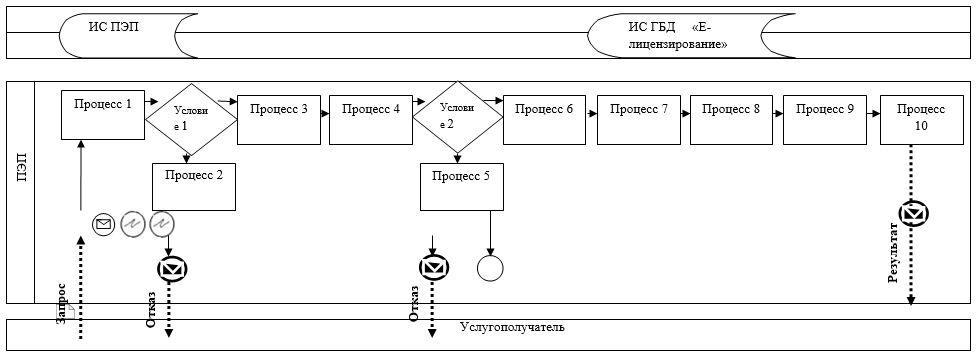 ИС ПЭП
ИС ГБД «Е-
лицензирование»
ПЭП
Процесс 1
Услови
е 1
Процесс 3
Процесс 4
Услови
е 2
Процесс 6
Процесс 7
Процесс 8
Процесс 9
Процесс
10
Процесс 2
Процесс 5
Запрос
Отказ
Отказ
Результат
Услугополучатель